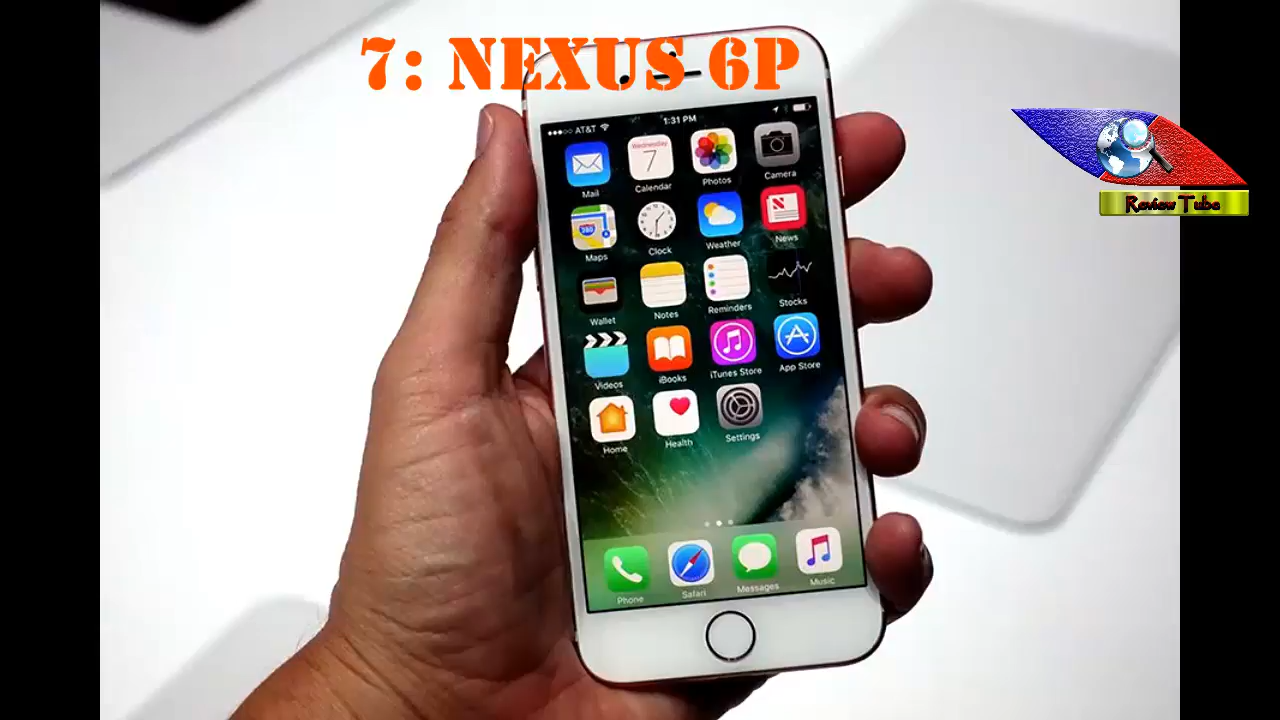 7: NEXUS 6P
AT&T 1:31 PM
Wednesday
7
Mail Calendar Photos Camera
280
Maps Clock Weather News
Review Tube
Wallet Notes Reminders Stocks
Videos iBooks iTunes Store App Store
Home Health Settings
Phone Safari Messages Music